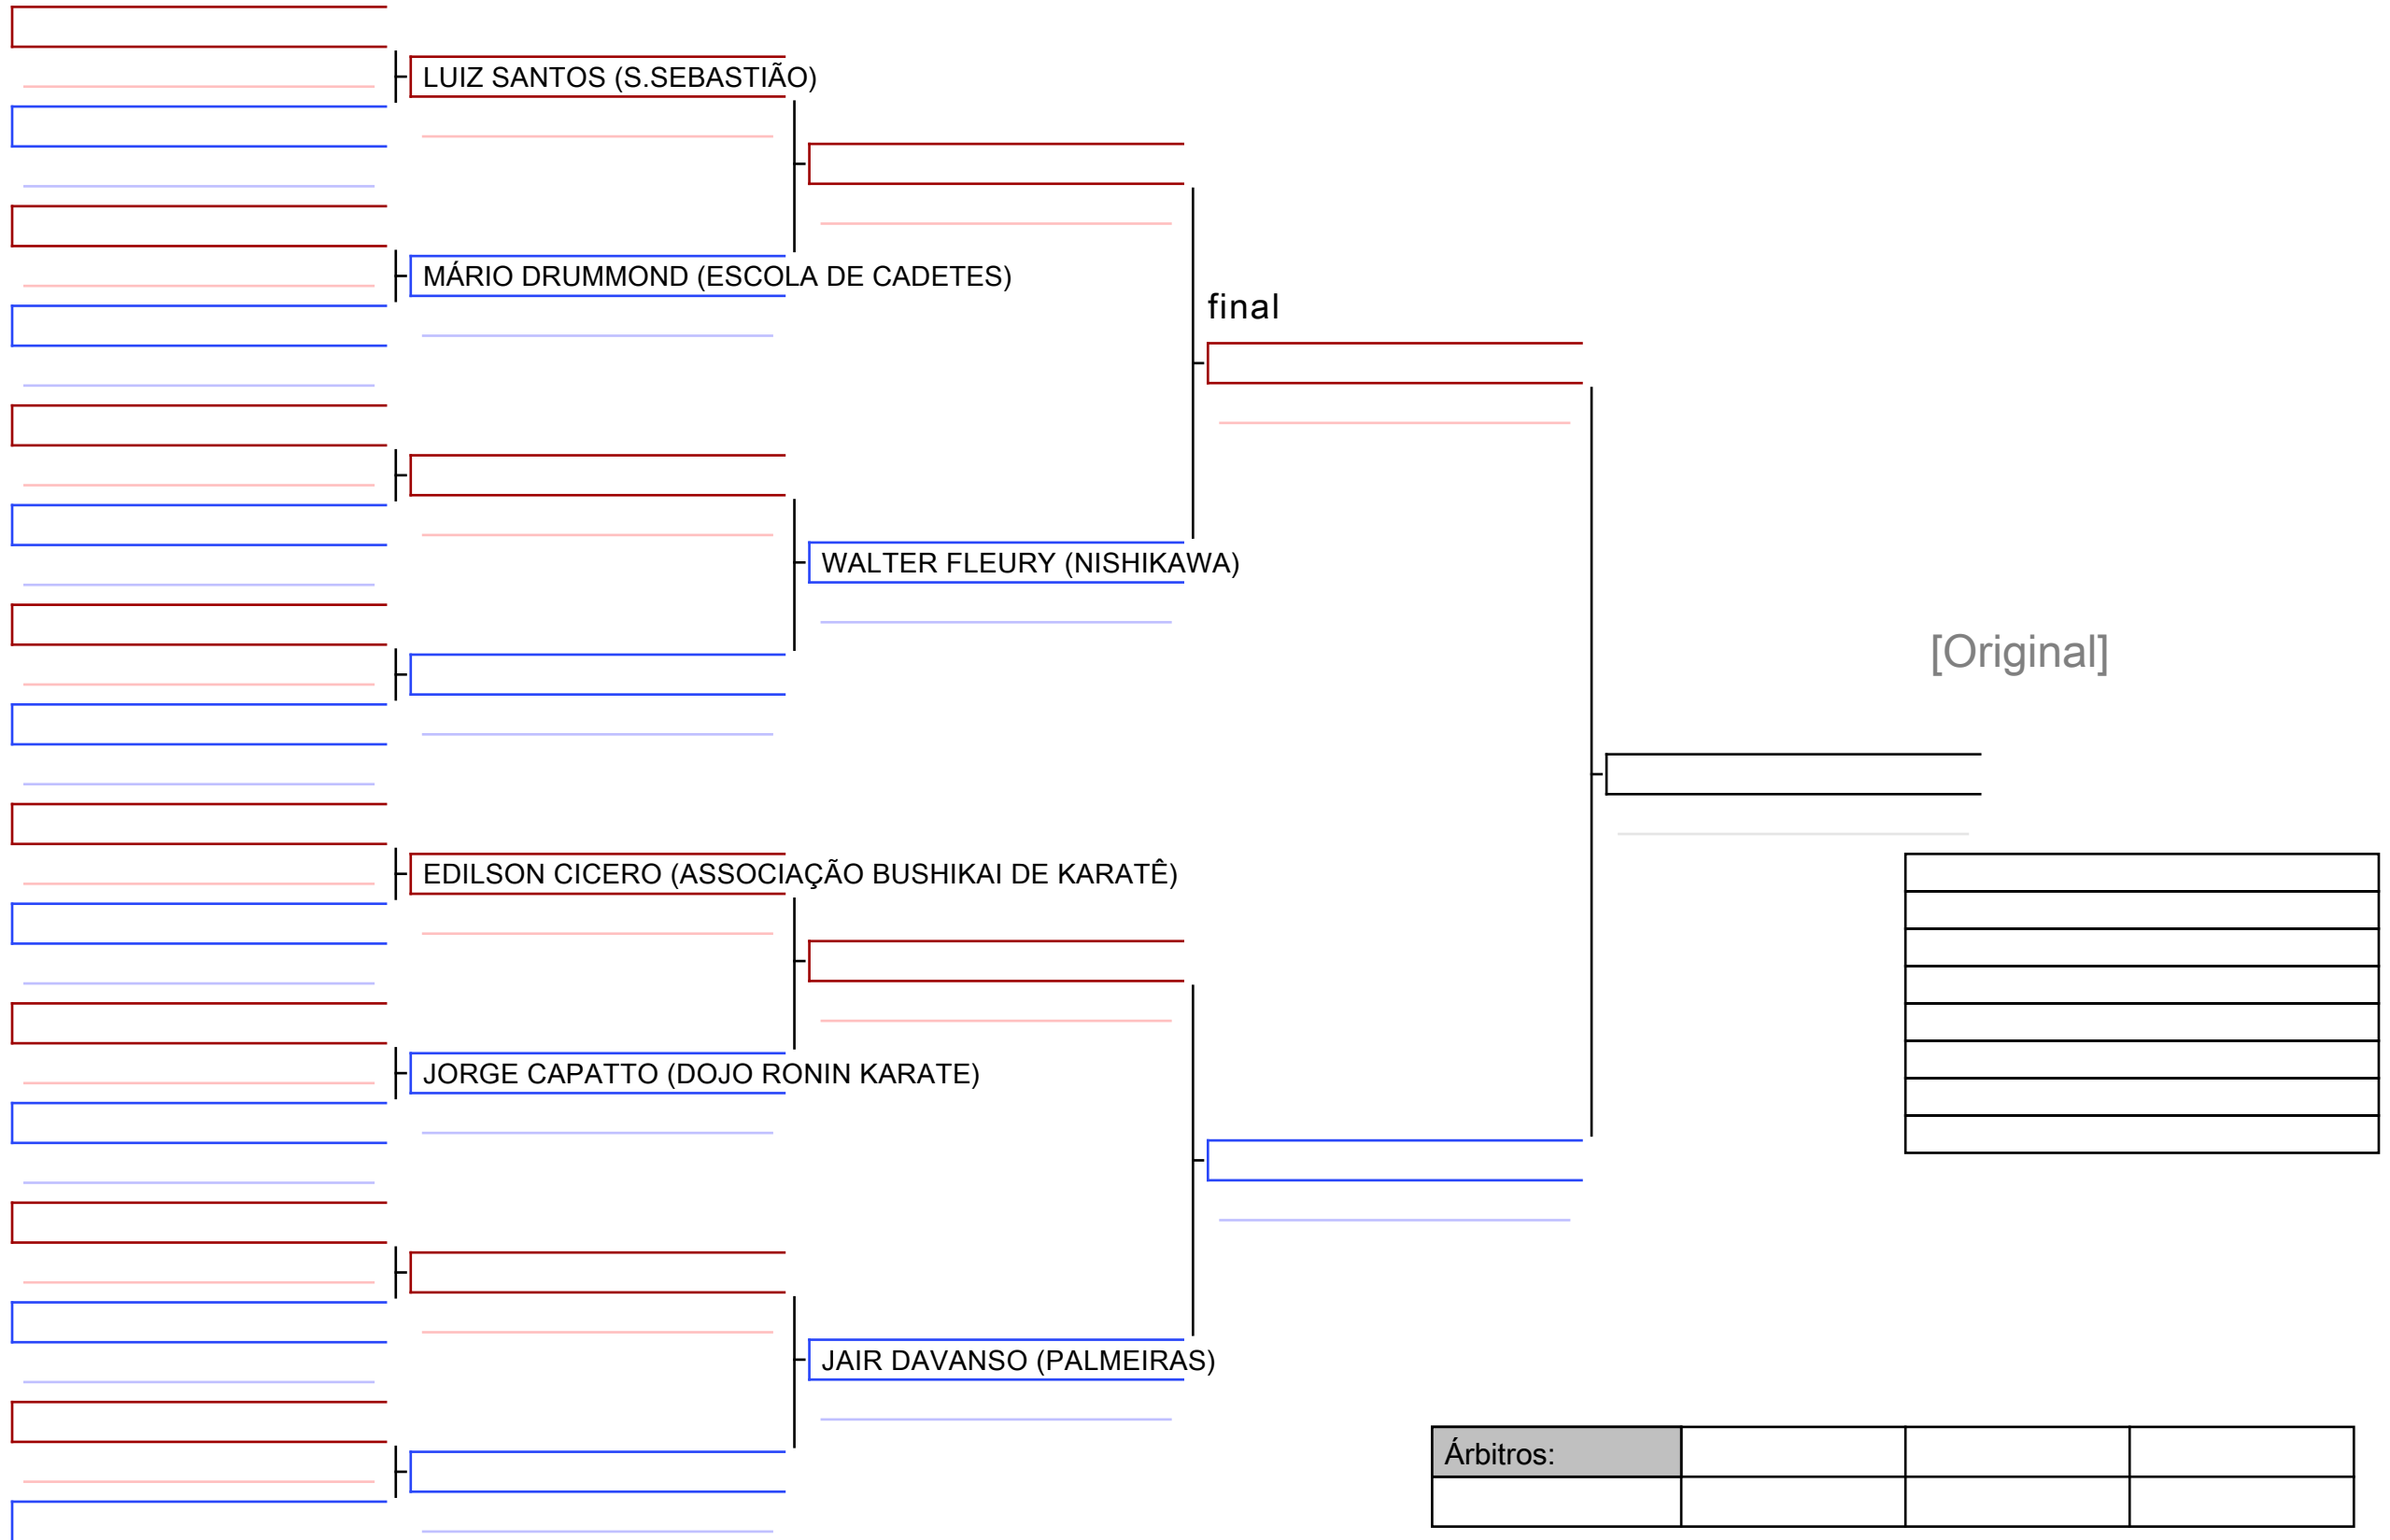 LUIZ SANTOS (S.SEBASTIÃO)
MÁRIO DRUMMOND (ESCOLA DE CADETES)
final
WALTER FLEURY (NISHIKAWA)
[Original]
EDILSON CICERO (ASSOCIAÇÃO BUSHIKAI DE KARATÊ)
JORGE CAPATTO (DOJO RONIN KARATE)
JAIR DAVANSO (PALMEIRAS)
Árbitros: